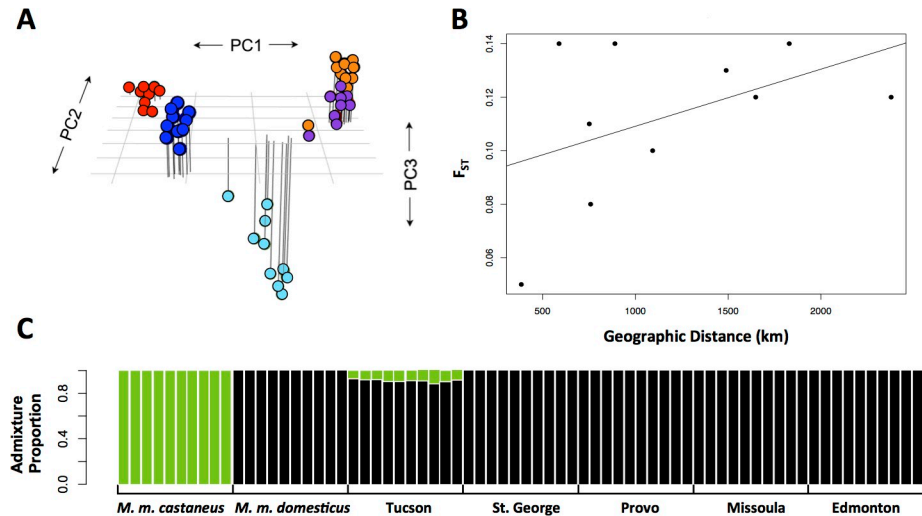 A
PC1
PC2
PC3
B
0.14
0.12
0.10
0.08
0.06
F_ST
500
1000
1500
2000
Geographic Distance (km)
C
Admixture
Proportion
0.8
0.4
0.0
M. m. castaneus
M. m. domesticus
Tucson
St. George
Provo
Missoula
Edmonton